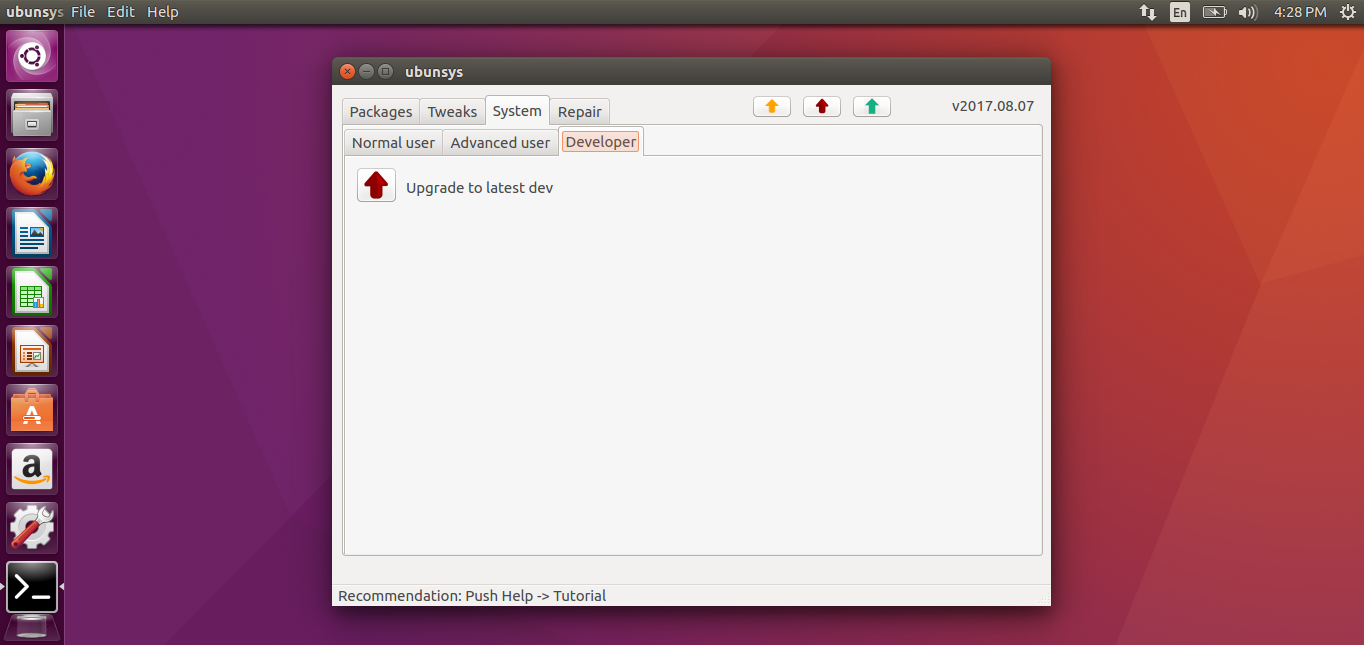 ubunsys File Edit Help
En 4:28 PM
ubunsys
Packages Tweaks System Repair
v2017.08.07
Normal user Advanced user Developer
Upgrade to latest dev
Recommendation: Push Help -> Tutorial